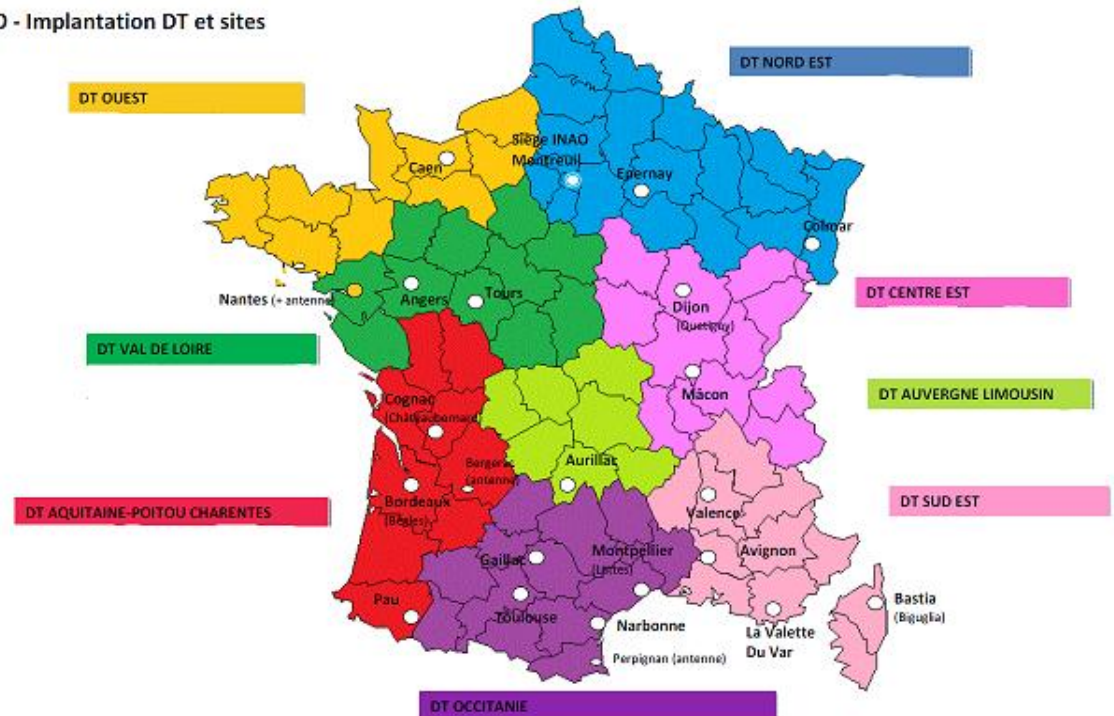 - Implantation DT et sites
DT NORD EST
DT OUEST
Siège INAO
Montreuil
Caen
Epernay
Colmar
Nantes (+ antenne)
Angers
Tours
Dijon
(Quetigny)
DT CENTRE EST
DT VAL DE LOIRE
Mâcon
DT AUVERGNE LIMOUSIN
Cognac
(Châteaubernard)
Bergerac
(antenne)
Aurillac
Bordeaux
(Bègles)
DT AQUITAINE-POITOU CHARENTES
DT SUD EST
Valence
Gaillac
Montpellier
(Lattes)
Avignon
Pau
Toulouse
Narbonne
La Valette
Du Var
Bastia
(Biguglia)
Perpignan (antenne)
DT OCCITANIE